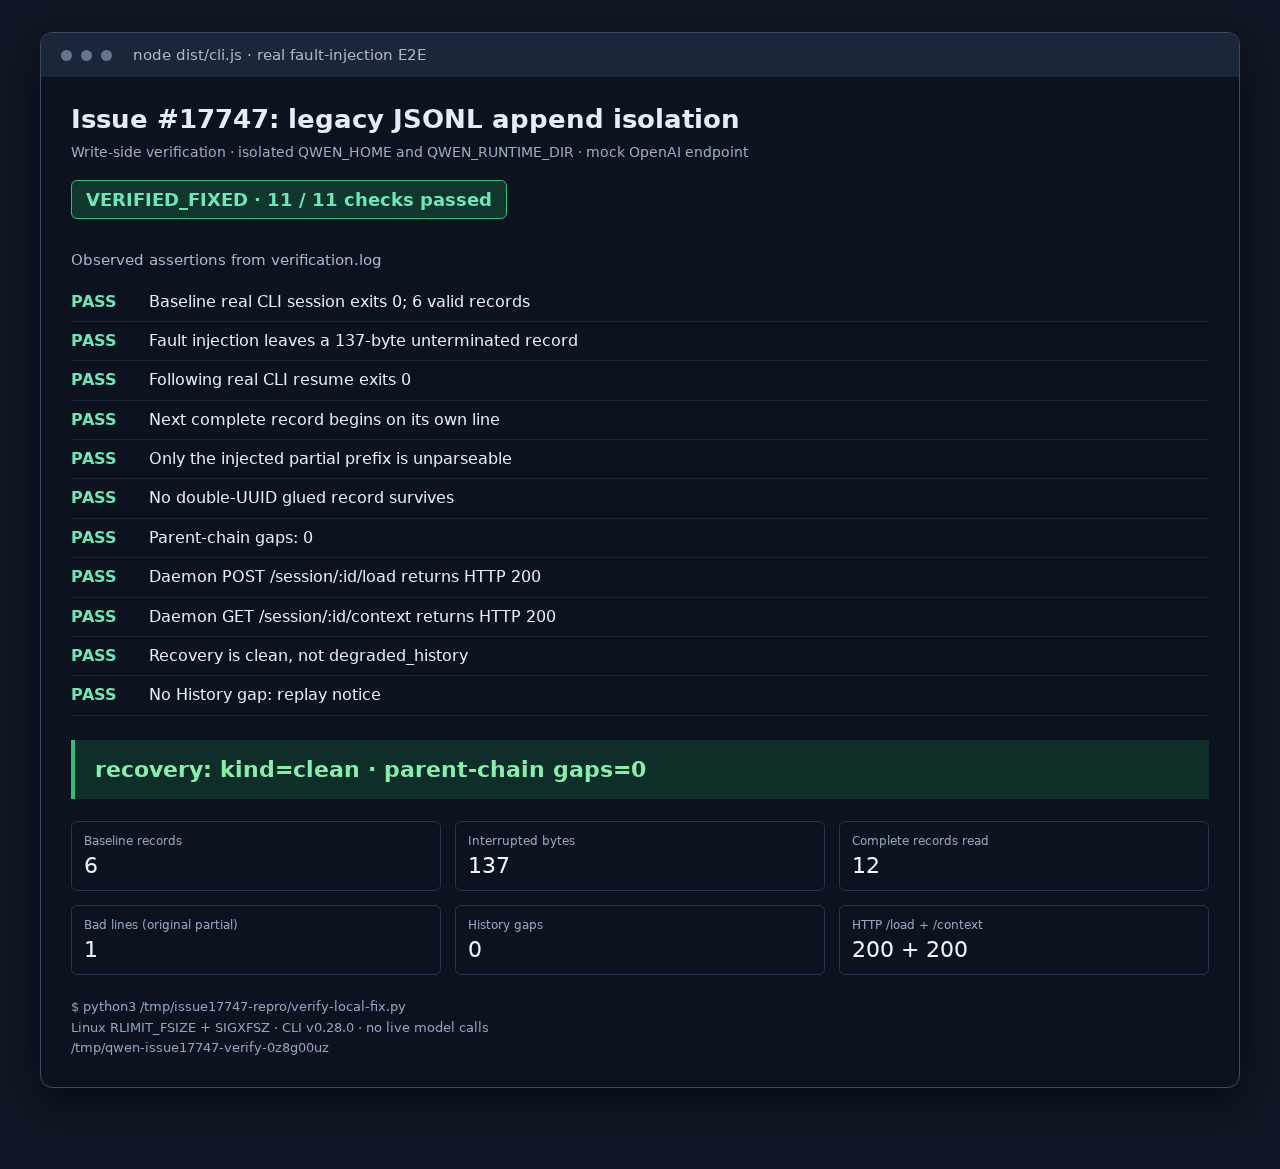 node dist/cli.js · real fault-injection E2E
Issue #17747: legacy JSONL append isolation
Write-side verification · isolated QWEN_HOME and QWEN_RUNTIME_DIR · mock OpenAI endpoint
VERIFIED_FIXED · 11 / 11 checks passed
Observed assertions from verification.log
PASS Baseline real CLI session exits 0; 6 valid records
PASS Fault injection leaves a 137-byte unterminated record
PASS Following real CLI resume exits 0
PASS Next complete record begins on its own line
PASS Only the injected partial prefix is unparseable
PASS No double-UUID glued record survives
PASS Parent-chain gaps: 0
PASS Daemon POST /session/:id/load returns HTTP 200
PASS Daemon GET /session/:id/context returns HTTP 200
PASS Recovery is clean, not degraded_history
PASS No History gap: replay notice
recovery: kind=clean · parent-chain gaps=0
Baseline records Interrupted bytes Complete records read
6 137 12
Bad lines (original partial) History gaps HTTP /load + /context
1 0 200 + 200
$ python3 /tmp/issue17747-repro/verify-local-fix.py
Linux RLIMIT_FSIZE + SIGXFSZ · CLI v0.28.0 · no live model calls
/tmp/qwen-issue17747-verify-0z8g00uz